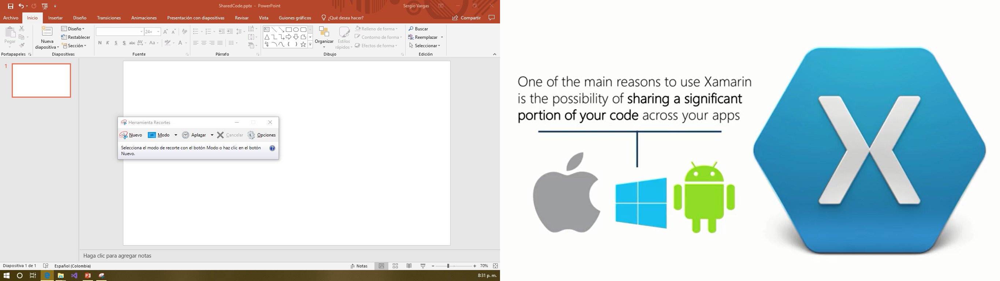 SharedCode.pptx - PowerPoint
Sergio Vargas
Archivo Inicio Insertar Diseño Transiciones Animaciones Presentación con diapositivas Revisar Vista Guiones gráficos ¿Qué desea hacer? Compartir
Pegar
Portapapeles
Nueva diapositiva
Diseño
Restablecer
Sección
Diapositivas
24+
N K S S abc AV Aa A
Fuente
Párrafo
Organizar
Estilos rápidos
Relleno de forma
Contorno de forma
Efectos de forma
Dibujo
Buscar
Reemplazar
Seleccionar
Edición
1
Herramienta Recortes
Nuevo Modo Aplazar Cancelar Opciones
Selecciona el modo de recorte con el botón Modo o haz clic en el botón
Nuevo.
Haga clic para agregar notas
Diapositiva 1 de 1 Español (Colombia) Notas 70%
8:31 p. m.
One of the main reasons to use Xamarin
is the possibility of sharing a significant
portion of your code across your apps
X